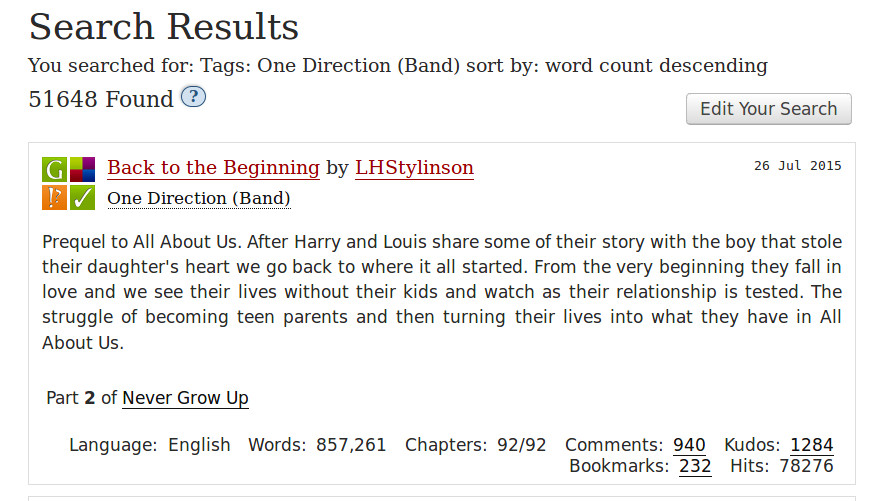 Search Results
You searched for: Tags: One Direction (Band) sort by: word count descending
51648 Found ?
Edit Your Search
G
Back to the Beginning by LHStylinson
26 Jul 2015
!? ✓
One Direction (Band)
Prequel to All About Us. After Harry and Louis share some of their story with the boy that stole
their daughter's heart we go back to where it all started. From the very beginning they fall in
love and we see their lives without their kids and watch as their relationship is tested. The
struggle of becoming teen parents and then turning their lives into what they have in All
About Us.
Part 2 of Never Grow Up
Language: English Words: 857,261 Chapters: 92/92 Comments: 940 Kudos: 1284
Bookmarks: 232 Hits: 78276